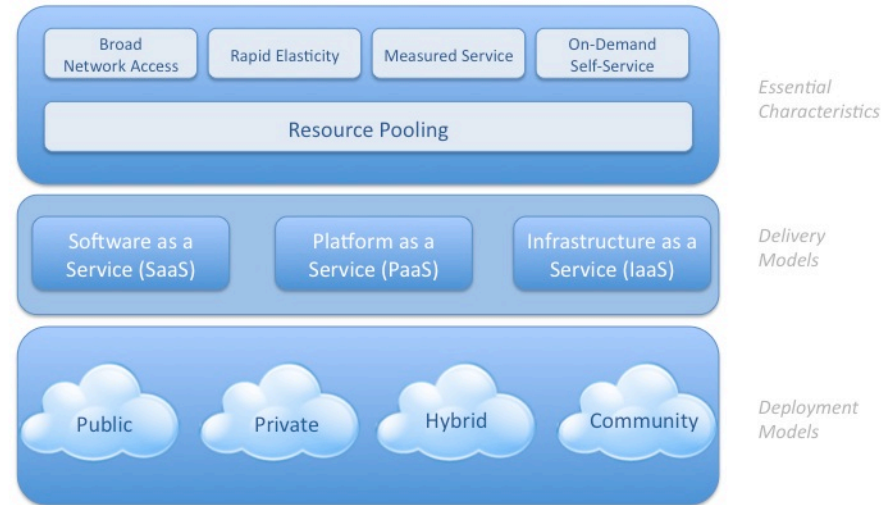 Broad
Network Access
Rapid Elasticity
Measured Service
On-Demand
Self-Service
Resource Pooling
Essential
Characteristics
Software as a
Service (SaaS)
Platform as a
Service (PaaS)
Infrastructure as a
Service (IaaS)
Delivery
Models
Public
Private
Hybrid
Community
Deployment
Models